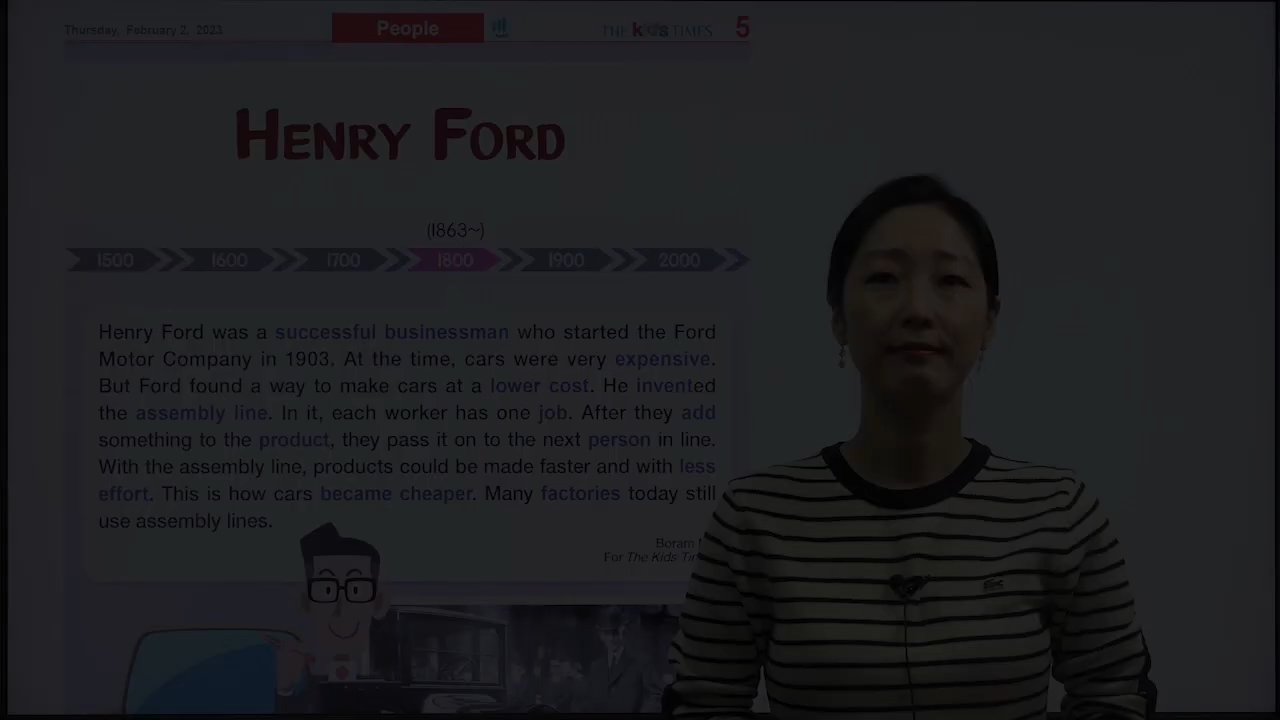 Thursday, February 2, 2023
People
THE kids TIMES 5
HENRY FORD
(1863~)
1500 1600 1700 1800 1900 2000
Henry Ford was a successful businessman who started the Ford
Motor Company in 1903. At the time, cars were very expensive.
But Ford found a way to make cars at a lower cost. He invented
the assembly line. In it, each worker has one job. After they add
something to the product, they pass it on to the next person in line.
With the assembly line, products could be made faster and with less
effort. This is how cars became cheaper. Many factories today still
use assembly lines.
Boram
For The Kids